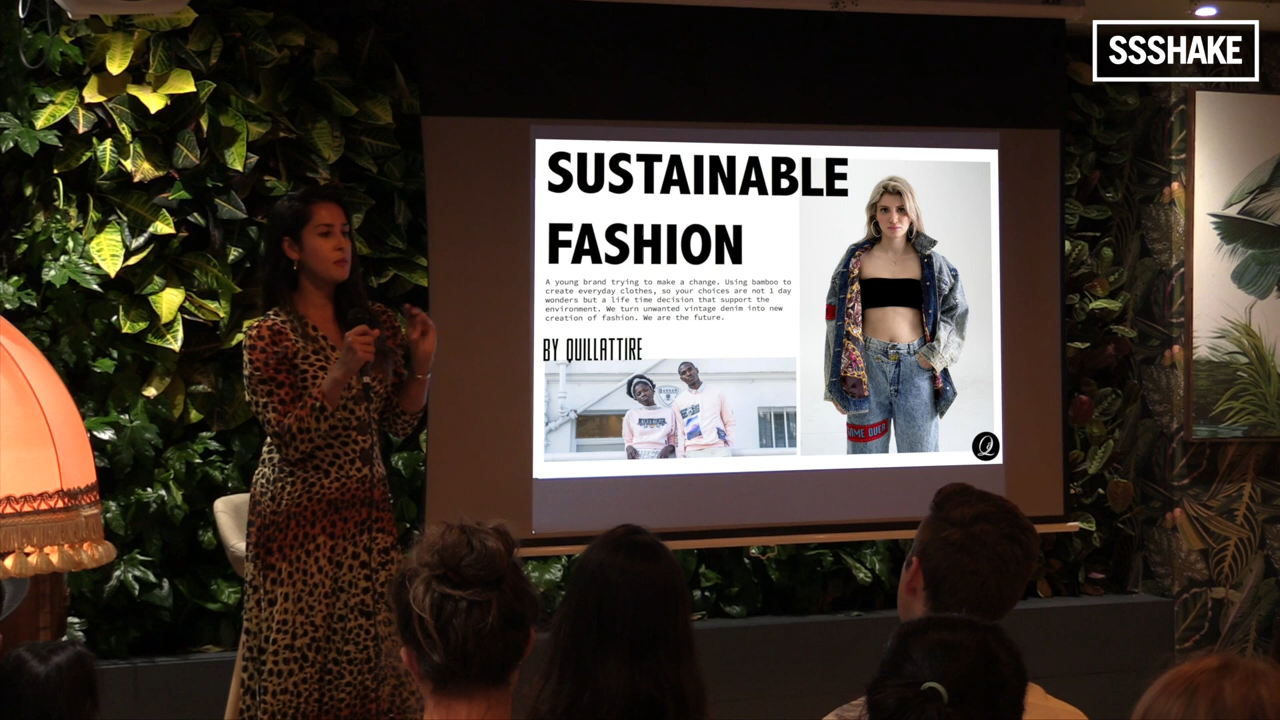 SSSHAKE
SUSTAINABLE
FASHION
A young brand trying to make a change. Using bamboo to
create everyday clothes, so your choices are not 1 day
wonders but a life time decision that support the
environment. We turn unwanted vintage denim into new
creation of fashion. We are the future.
BY QUILLATTIRE
OME OVER
Q